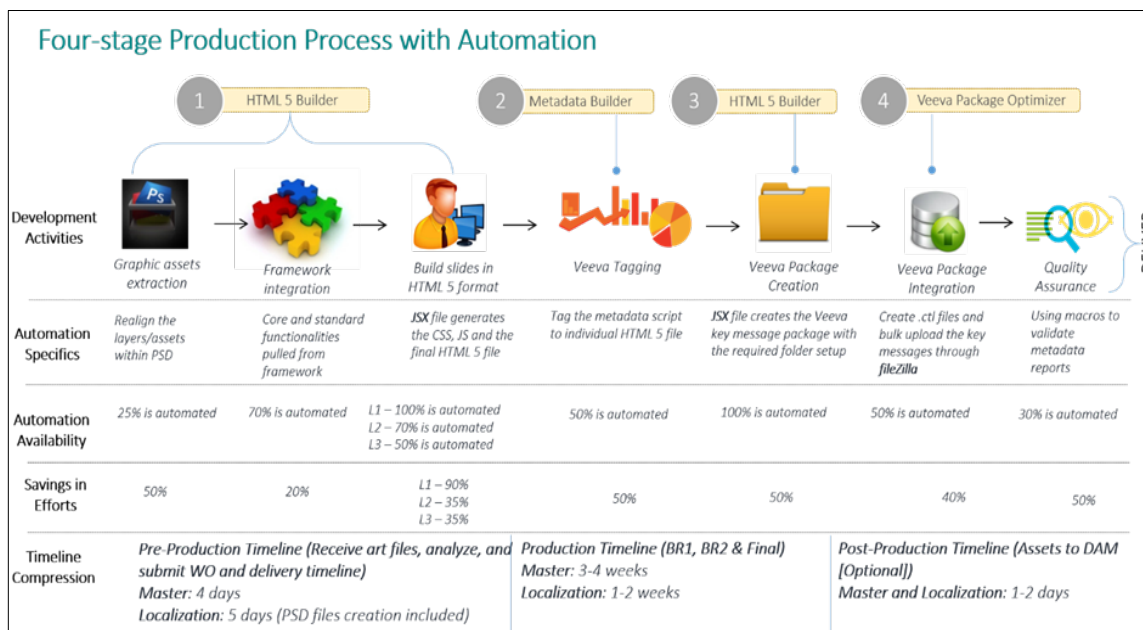 Four-stage Production Process with Automation
1
HTML 5 Builder
2
Metadata Builder
3
HTML 5 Builder
4
Veeva Package Optimizer
Development
Activities
Ps
Graphic assets
extraction
Framework
integration
Build slides in
HTML 5 format
Veeva Tagging
Veeva Package
Creation
Veeva Package
Integration
Quality
Assurance
Automation
Specifics
Realign the
layers/assets
within PSD
Core and standard
functionalities
pulled from
framework
JSX file generates
the CSS, JS and the
final HTML 5 file
Tag the metadata script
to individual HTML 5 file
JSX file creates the Veeva
key message package with
the required folder setup
Create .ctl files and
bulk upload the key
messages through
fileZilla
Using macros to
validate
metadata
reports
Automation
Availability
25% is automated
70% is automated
L1 – 100% is automated
L2 – 70% is automated
L3 – 50% is automated
50% is automated
100% is automated
50% is automated
30% is automated
Savings in
Efforts
50%
20%
L1 – 90%
L2 – 35%
L3 – 35%
50%
50%
40%
50%
Timeline
Compression
Pre-Production Timeline (Receive art files, analyze, and
submit WO and delivery timeline)
Master: 4 days
Localization: 5 days (PSD files creation included)
Production Timeline (BR1, BR2 & Final)
Master: 3-4 weeks
Localization: 1-2 weeks
Post-Production Timeline (Assets to DAM
[Optional])
Master and Localization: 1-2 days